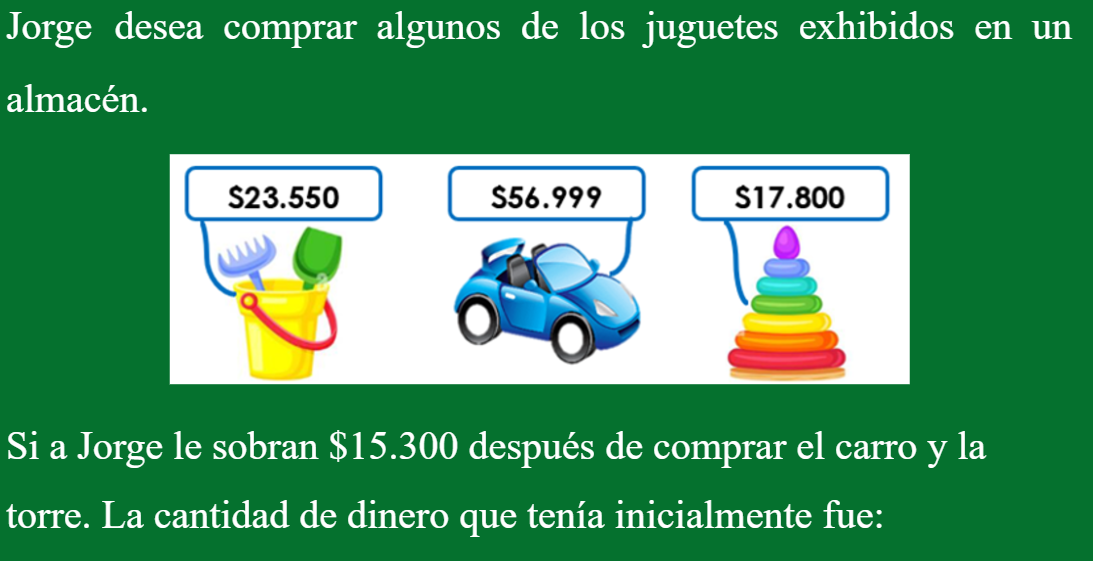 Jorge desea comprar algunos de los juguetes exhibidos en un
almacén.
$23.550
$56.999
$17.800
Si a Jorge le sobran $15.300 después de comprar el carro y la
torre. La cantidad de dinero que tenía inicialmente fue: